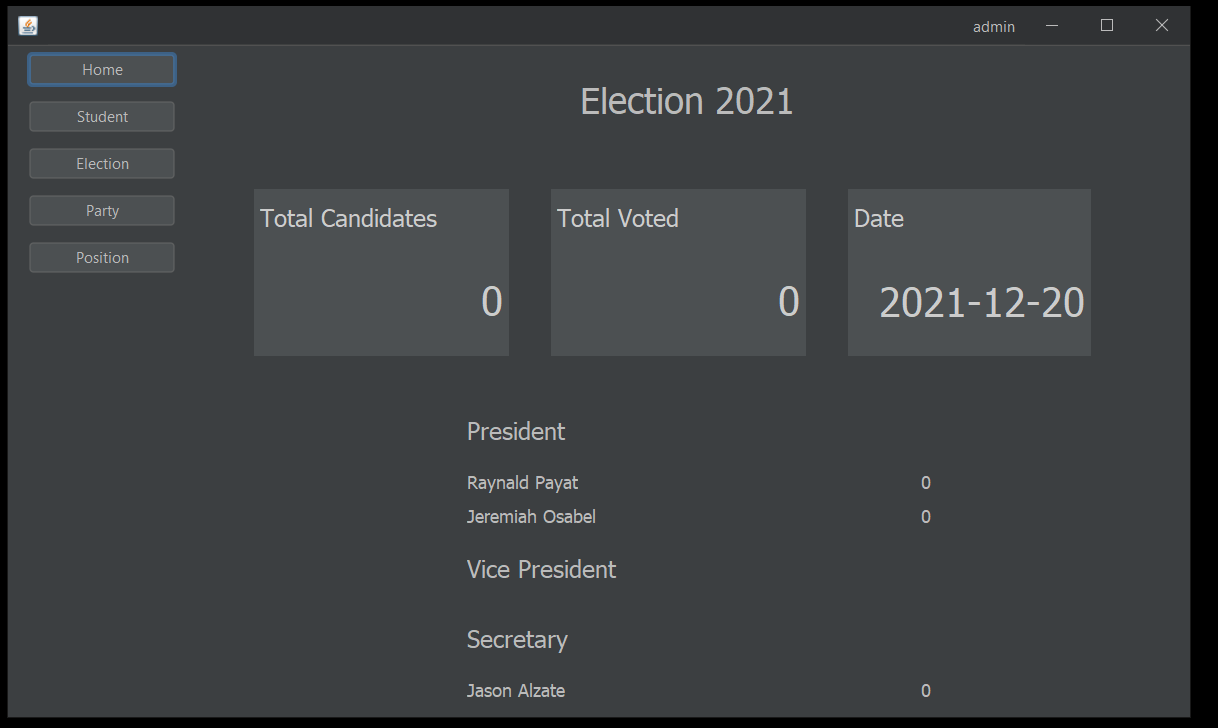 admin
Home
Student
Election
Party
Position
Election 2021
Total Candidates
0
Total Voted
0
Date
2021-12-20
President
Raynald Payat 0
Jeremiah Osabel 0
Vice President
Secretary
Jason Alzate 0